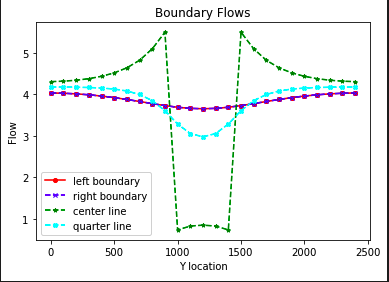 Boundary Flows
Flow
5
4
3
2
1
left boundary
right boundary
center line
quarter line
0
500
1000
1500
2000
2500
Y location